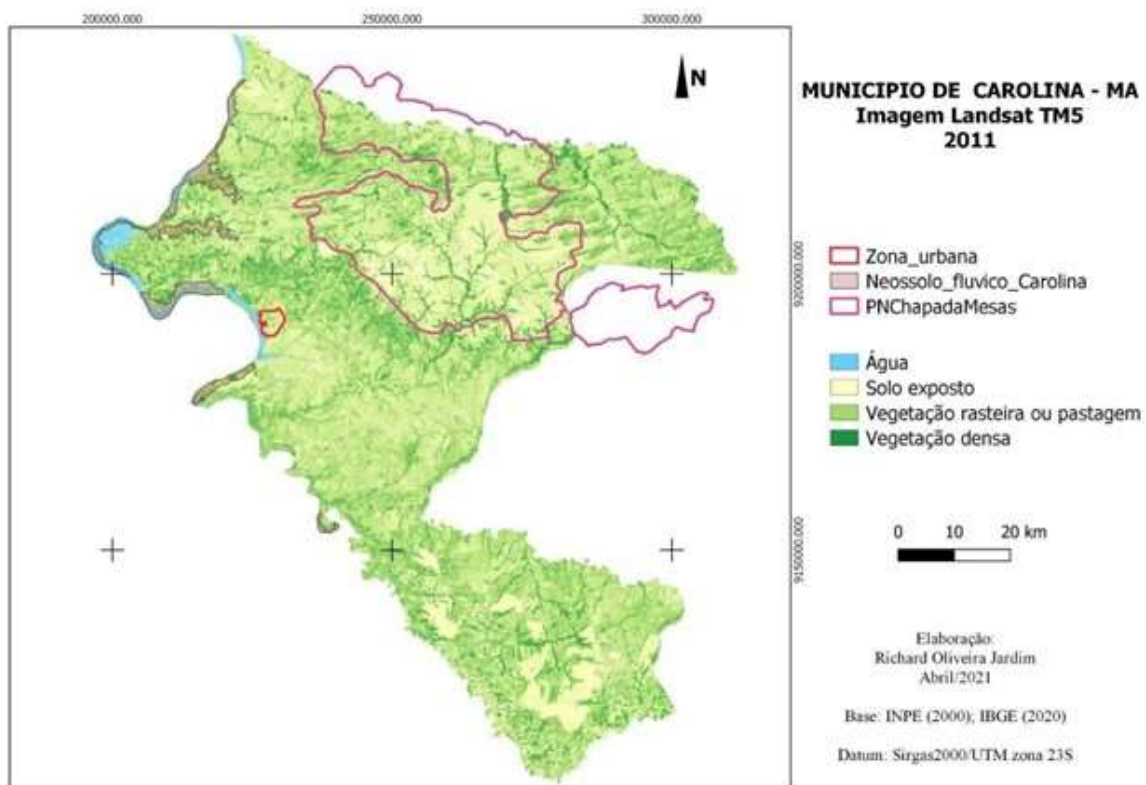 200000.000
250000.000
300000.000
N
9200000.000
9150000.000
MUNICIPIO DE CAROLINA - MA
Imagem Landsat TM5
2011
Zona_urbana
Neossolo_fluvico_Carolina
PNChapadaMesas
Água
Solo exposto
Vegetação rasteira ou pastagem
Vegetação densa
0 10 20 km
Elaboração:
Richard Oliveira Jardim
Abril/2021
Base: INPE (2000); IBGE (2020)
Datum: Sirgas2000/UTM zona 23S